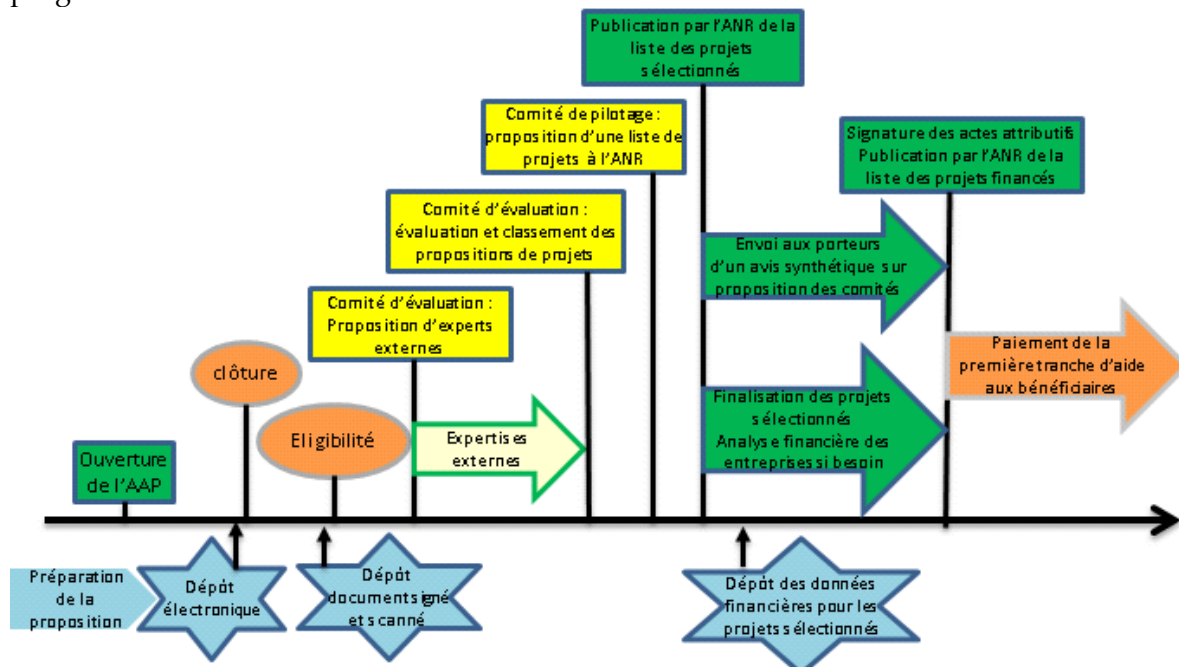 Publication par l'ANR de la
liste des projets
sélectionnés
Comité de pilotage :
proposition d'une liste de
projets à l'ANR
Signature des actes attributifs
Publication par l'ANR de la
liste des projets financés
Comité d'évaluation :
évaluation et classement des
propositions de projets
Envoi aux porteurs
d'un avis synthétique sur
proposition des comités
Comité d'évaluation :
Proposition d'experts
externes
Paiement de la
première tranche d'aide
aux bénéficiaires
clôture
Finalisation des projets
sélectionnés
Analyse financière des
entreprises si besoin
Eligibilité
Expertises
externes
Ouverture
de l'AAP
Préparation
de la
proposition
Dépôt
électronique
Dépôt
document signé
et scanné
Dépôt des données
financières pour les
projets sélectionnés